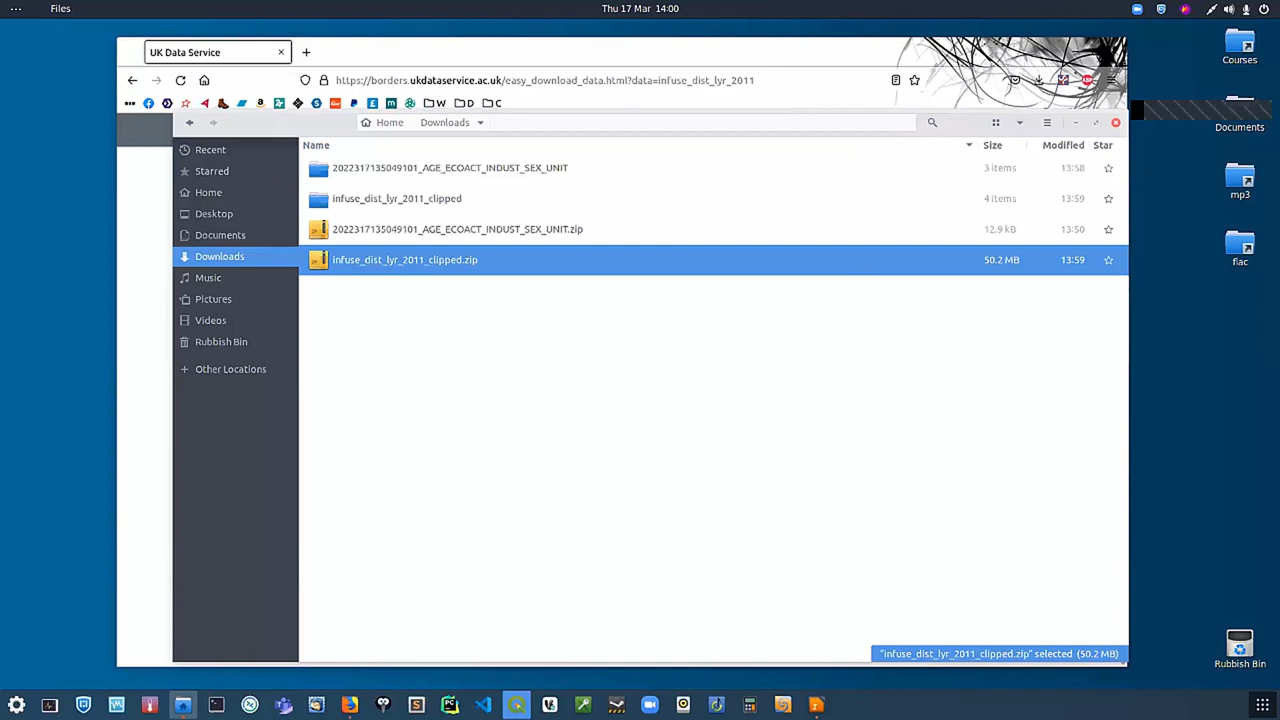 Files
Thu 17 Mar 14:00
UK Data Service
https://borders.ukdataservice.ac.uk/easy_download_data.html?data=infuse_dist_lyr_2011
W
D
C
Home
Downloads
Name
Size
Modified
Star
Recent
Starred
Home
Desktop
Documents
Downloads
Music
Pictures
Videos
Rubbish Bin
Other Locations
2022317135049101_AGE_ECOACT_INDUST_SEX_UNIT
3 items
13:58
infuse_dist_lyr_2011_clipped
4 items
13:59
2022317135049101_AGE_ECOACT_INDUST_SEX_UNIT.zip
12.9 kB
13:50
infuse_dist_lyr_2011_clipped.zip
50.2 MB
13:59
"infuse_dist_lyr_2011_clipped.zip" selected (50.2 MB)
Courses
Documents
mp3
flac
Rubbish Bin